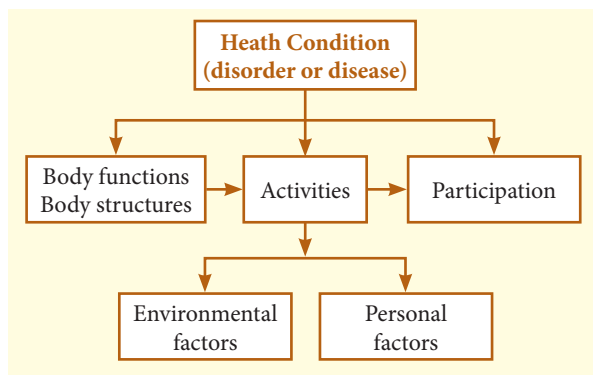 Heath Condition
(disorder or disease)
Body functions
Body structures
Activities
Participation
Environmental
factors
Personal
factors